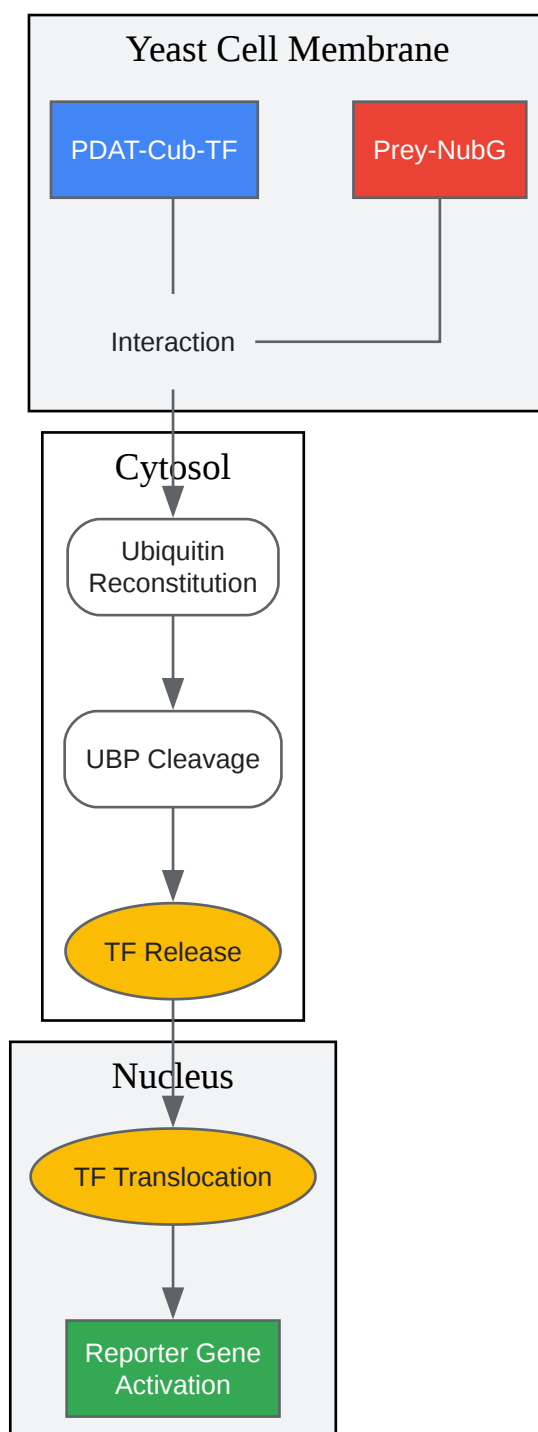 Yeast Cell Membrane
PDAT-Cub-TF
Prey-NubG
Interaction
Cytosol
Ubiquitin
Reconstitution
UBP Cleavage
TF Release
Nucleus
TF Translocation
Reporter Gene
Activation